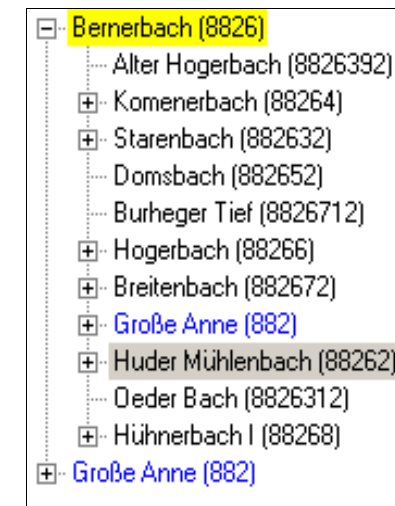 Bernerbach (8826)
Alter Hogerbach (8826392)
Komenerbach (88264)
Starenbach (882632)
Domsbach (882652)
Burheger Tief (8826712)
Hogerbach (88266)
Breitenbach (882672)
Große Anne (882)
Huder Mühlenbach (88262)
Oeder Bach (8826312)
Hühnerbach I (88268)
Große Anne (882)